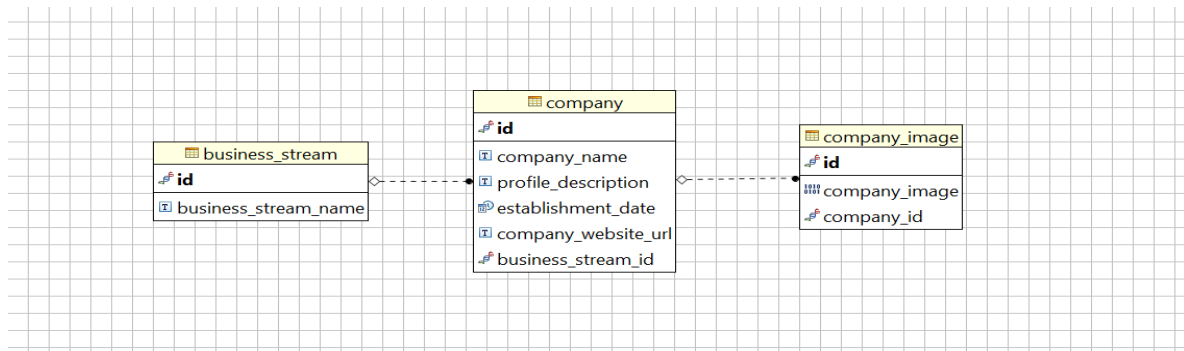 business_stream
id
business_stream_name
company
id
company_name
profile_description
establishment_date
company_website_url
business_stream_id
company_image
id
company_image
company_id